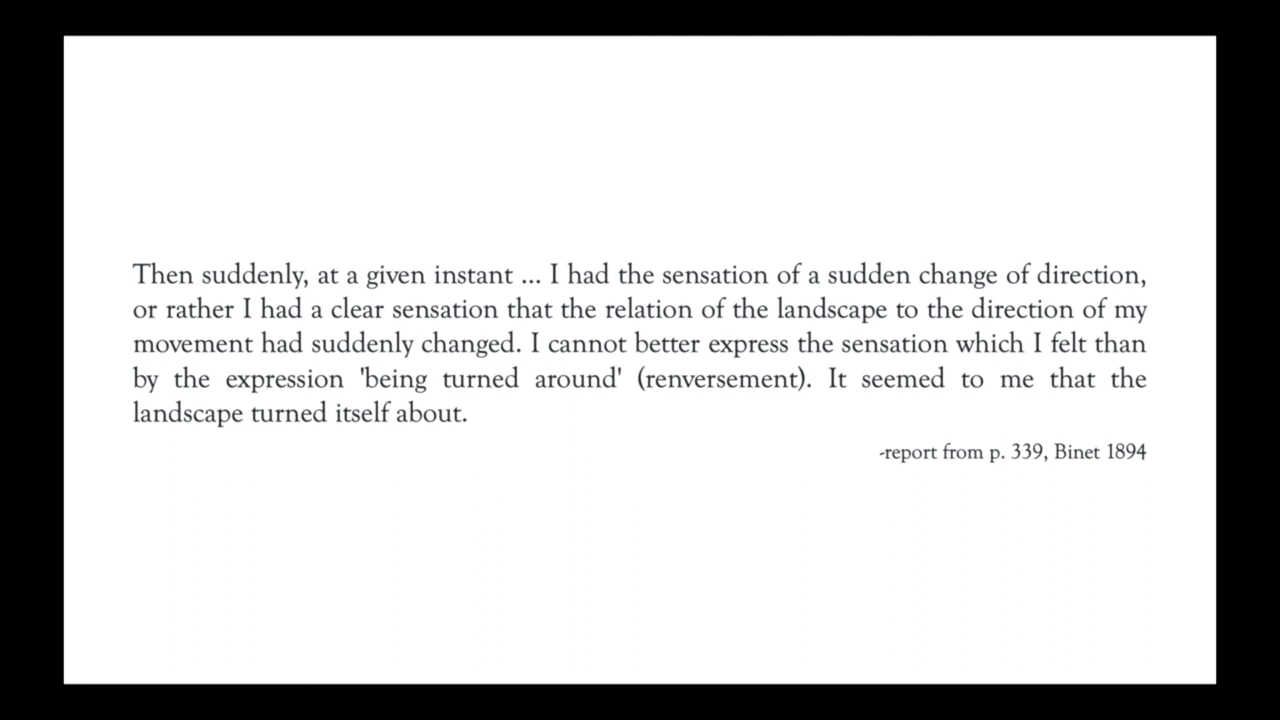 Then suddenly, at a given instant ... I had the sensation of a sudden change of direction,
or rather I had a clear sensation that the relation of the landscape to the direction of my
movement had suddenly changed. I cannot better express the sensation which I felt than
by the expression 'being turned around' (renversement). It seemed to me that the
landscape turned itself about.
-report from p. 339, Binet 1894